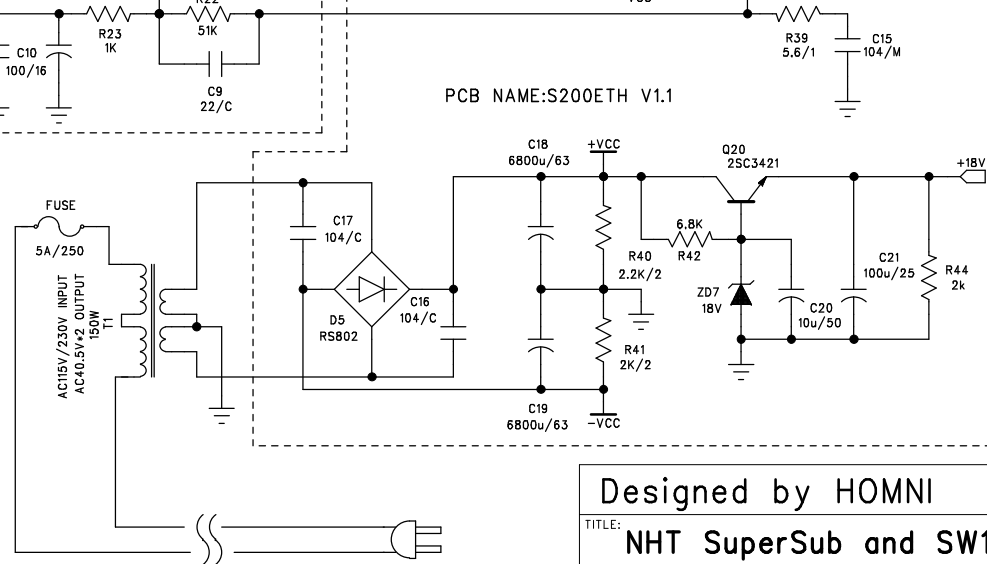 R23
1K
51K
C9
22/C
C10
100/16
R39
5.6/1
C15
104/M
PCB NAME:S200ETH V1.1
FUSE
5A/250
AC115V/230V INPUT
AC40.5V*2 OUTPUT
150W
T1
C17
104/C
D5
RS802
C16
104/C
C18
6800u/63
+VCC
R40
2.2K/2
R41
2K/2
C19
6800u/63
-VCC
6.8K
R42
Q20
2SC3421
ZD7
18V
C20
10u/50
C21
100u/25
R44
2k
+18V
Designed by HOMNI
TITLE:
NHT SuperSub and SW1